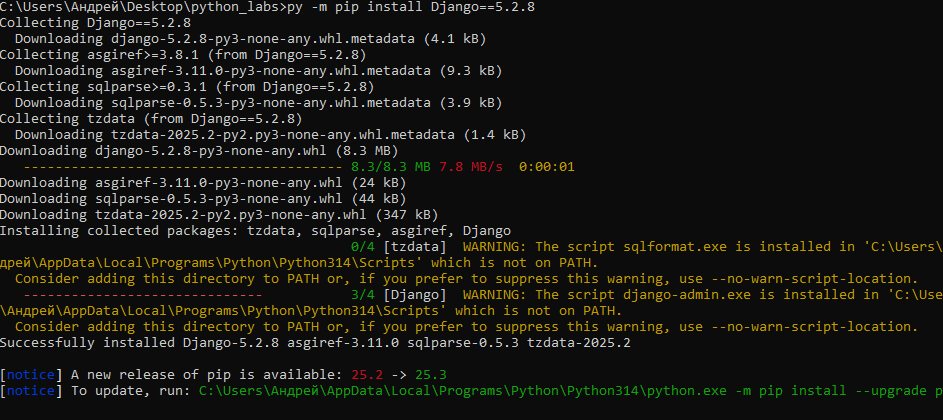 C:\Users\Андрей\Desktop\python_labs>py -m pip install Django==5.2.8
Collecting Django==5.2.8
  Downloading django-5.2.8-py3-none-any.whl.metadata (4.1 kB)
Collecting asgiref>=3.8.1 (from Django==5.2.8)
  Downloading asgiref-3.11.0-py3-none-any.whl.metadata (9.3 kB)
Collecting sqlparse>=0.3.1 (from Django==5.2.8)
  Downloading sqlparse-0.5.3-py3-none-any.whl.metadata (3.9 kB)
Collecting tzdata (from Django==5.2.8)
  Downloading tzdata-2025.2-py2.py3-none-any.whl.metadata (1.4 kB)
Downloading django-5.2.8-py3-none-any.whl (8.3 MB)
   ---------------------------------------- 8.3/8.3 MB 7.8 MB/s  0:00:01
Downloading asgiref-3.11.0-py3-none-any.whl (24 kB)
Downloading sqlparse-0.5.3-py3-none-any.whl (44 kB)
Downloading tzdata-2025.2-py2.py3-none-any.whl (347 kB)
Installing collected packages: tzdata, sqlparse, asgiref, Django
                                            0/4 [tzdata]  WARNING: The script sqlformat.exe is installed in 'C:\Users\
дрей\AppData\Local\Programs\Python\Python314\Scripts' which is not on PATH.
  Consider adding this directory to PATH or, if you prefer to suppress this warning, use --no-warn-script-location.
   ------------------------------           3/4 [Django]  WARNING: The script django-admin.exe is installed in 'C:\Use
\Андрей\AppData\Local\Programs\Python\Python314\Scripts' which is not on PATH.
  Consider adding this directory to PATH or, if you prefer to suppress this warning, use --no-warn-script-location.
Successfully installed Django-5.2.8 asgiref-3.11.0 sqlparse-0.5.3 tzdata-2025.2

[notice] A new release of pip is available: 25.2 -> 25.3
[notice] To update, run: C:\Users\Андрей\AppData\Local\Programs\Python\Python314\python.exe -m pip install --upgrade p